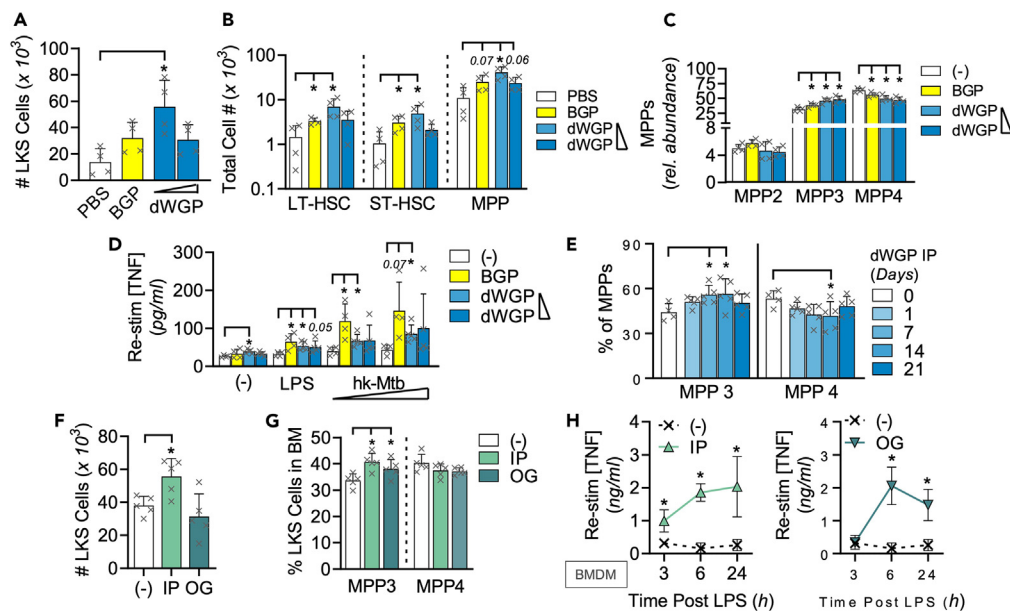 A
# LKS Cells (x 10³)
100
80
60
40
20
0
*
PBS
BGP
dWGP
B
Total Cell # (x 10³)
100
10
1
0.1
* *
* *
0.07 * 0.06
LT-HSC
ST-HSC
MPP
PBS
BGP
dWGP
dWGP
C
MPPs
(rel. abundance)
100
75
50
25
8
4
0
* * *
* * *
MPP2
MPP3
MPP4
(-)
BGP
dWGP
dWGP
D
Re-stim [TNF]
(pg/ml)
300
200
100
0
*
* * 0.05
* *
0.07 *
(-)
LPS
hk-Mtb
(-)
BGP
dWGP
dWGP
E
% of MPPs
90
60
30
0
* *
*
MPP 3
MPP 4
dWGP IP
(Days)
0
1
7
14
21
F
# LKS Cells (x 10³)
80
60
40
20
0
*
(-)
IP
OG
G
% LKS Cells in BM
60
50
40
30
20
10
0
* *
MPP3
MPP4
(-)
IP
OG
H
(-)
IP
Re-stim [TNF]
(ng/ml)
4
3
2
1
0
* * *
3 6 24
Time Post LPS (h)
BMDM
(-)
OG
Re-stim [TNF]
(ng/ml)
4
3
2
1
0
* *
3 6 24
Time Post LPS (h)